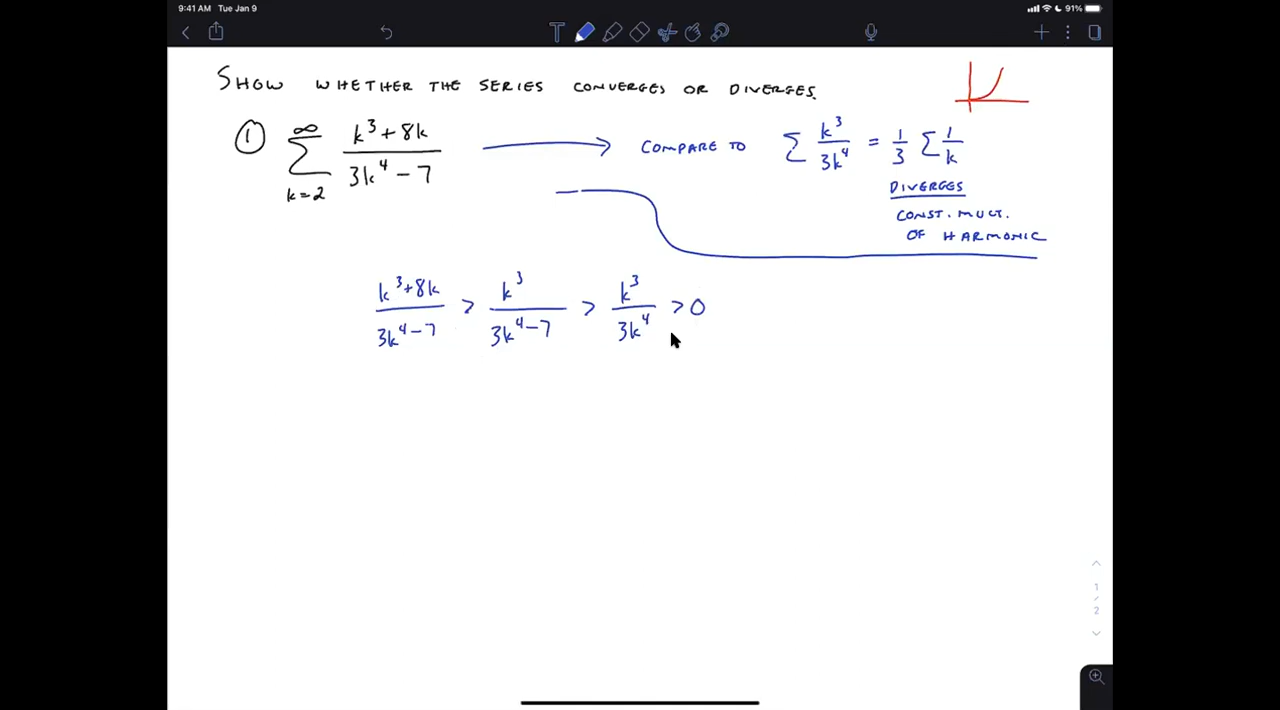 9:41 AM Tue Jan 9
91%
SHOW WHETHER THE SERIES CONVERGES OR DIVERGES.
① ∑_{k=2}^{∞} (k³+8k)/(3k⁴−7) ⟶ COMPARE TO ∑ k³/3k⁴ = 1/3 ∑ 1/k
DIVERGES
CONST. MULT.
OF HARMONIC
(k³+8k)/(3k⁴−7) > k³/(3k⁴−7) > k³/3k⁴ > 0
1
/
2